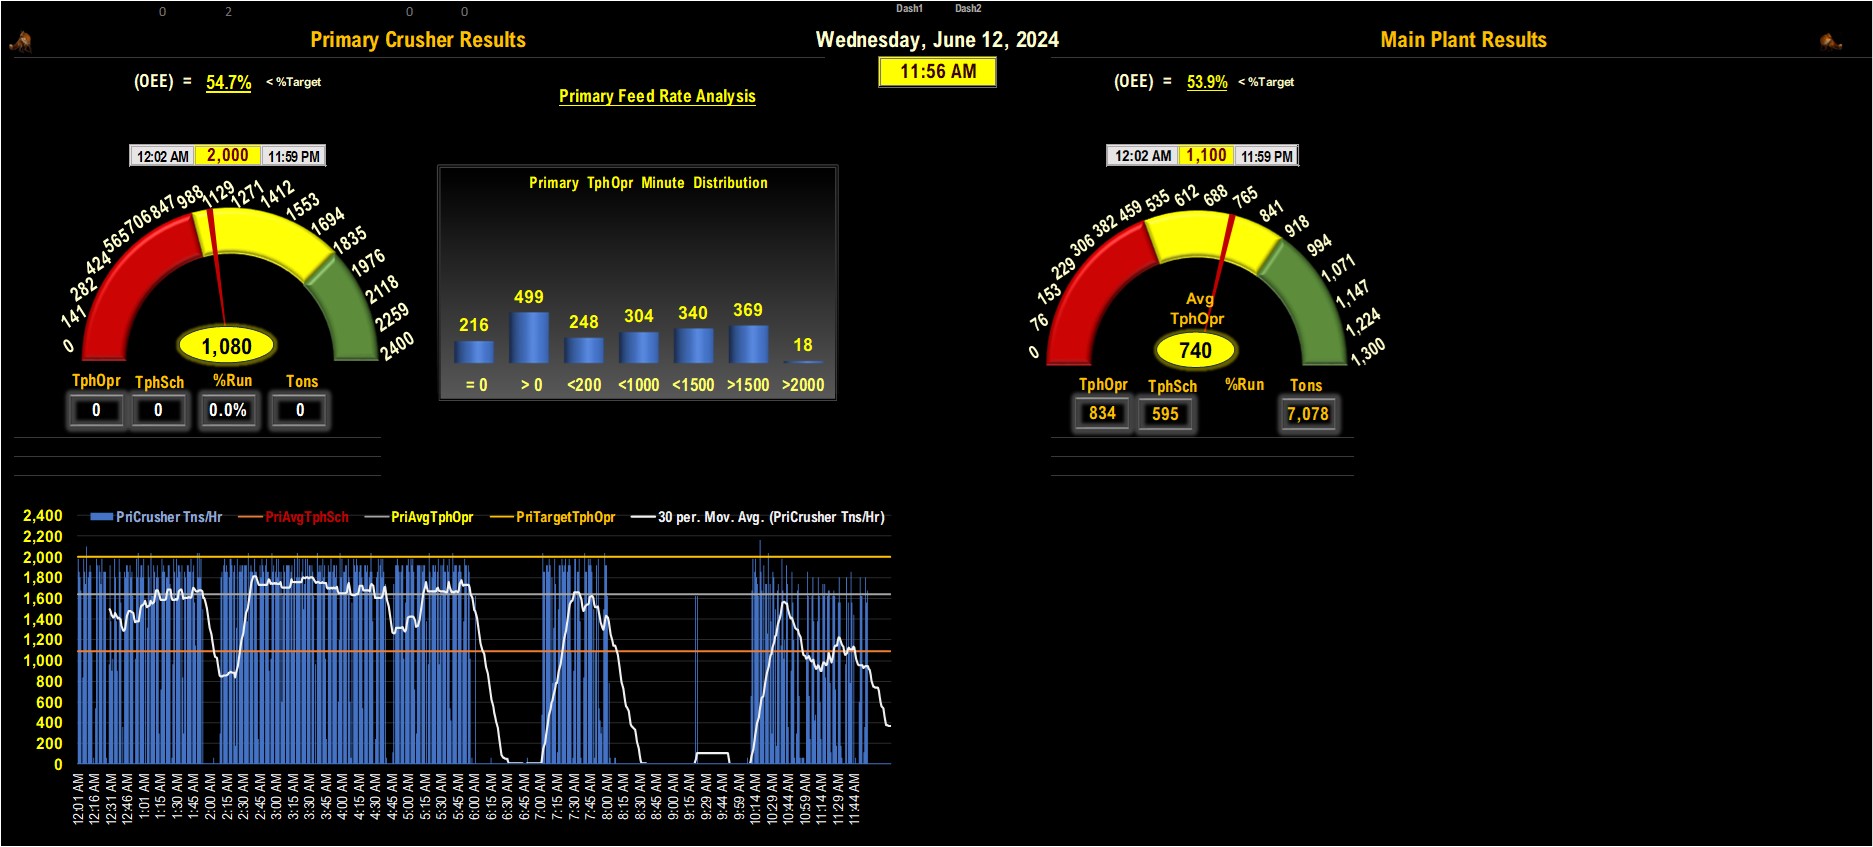 0 2 0 0 Dash1 Dash2
Primary Crusher Results
Wednesday, June 12, 2024
Main Plant Results
11:56 AM
(OEE) = 54.7% < %Target
Primary Feed Rate Analysis
(OEE) = 53.9% < %Target
12:02 AM 2,000 11:59 PM
0 141 282 424 565 706 847 988 1129 1271 1412 1553 1694 1835 1976 2118 2259 2400
1,080
TphOpr TphSch %Run Tons
0 0 0.0% 0
Primary TphOpr Minute Distribution
216 499 248 304 340 369 18
= 0 > 0 <200 <1000 <1500 >1500 >2000
12:02 AM 1,100 11:59 PM
0 76 153 229 306 382 459 535 612 688 765 841 918 994 1,071 1,147 1,224 1,300
Avg
TphOpr
740
TphOpr TphSch %Run Tons
834 595 7,078
PriCrusher Tns/Hr PriAvgTphSch PriAvgTphOpr PriTargetTphOpr 30 per. Mov. Avg. (PriCrusher Tns/Hr)
2,400
2,200
2,000
1,800
1,600
1,400
1,200
1,000
800
600
400
200
0
12:01 AM 12:16 AM 12:31 AM 12:46 AM 1:01 AM 1:15 AM 1:30 AM 1:45 AM 2:00 AM 2:15 AM 2:30 AM 2:45 AM 3:00 AM 3:15 AM 3:30 AM 3:45 AM 4:00 AM 4:15 AM 4:30 AM 4:45 AM 5:00 AM 5:15 AM 5:30 AM 5:45 AM 6:00 AM 6:15 AM 6:30 AM 6:45 AM 7:00 AM 7:15 AM 7:30 AM 7:45 AM 8:00 AM 8:15 AM 8:30 AM 8:45 AM 9:00 AM 9:15 AM 9:29 AM 9:44 AM 9:59 AM 10:14 AM 10:29 AM 10:44 AM 10:59 AM 11:14 AM 11:29 AM 11:44 AM